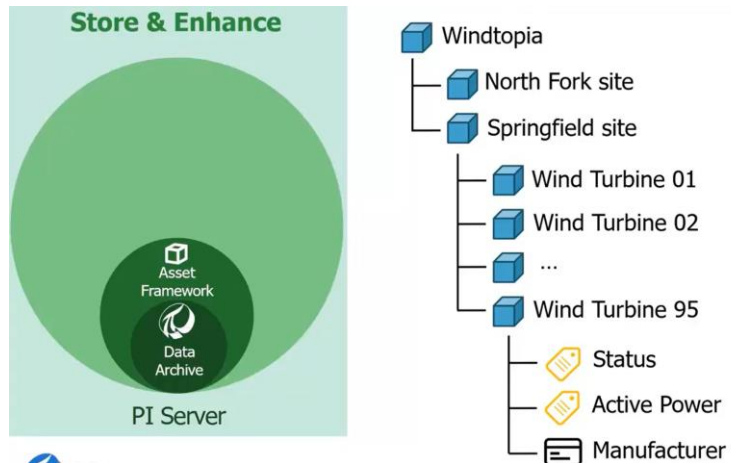 Store & Enhance
Asset
Framework
Data
Archive
PI Server
Windtopia
North Fork site
Springfield site
Wind Turbine 01
Wind Turbine 02
...
Wind Turbine 95
Status
Active Power
Manufacturer